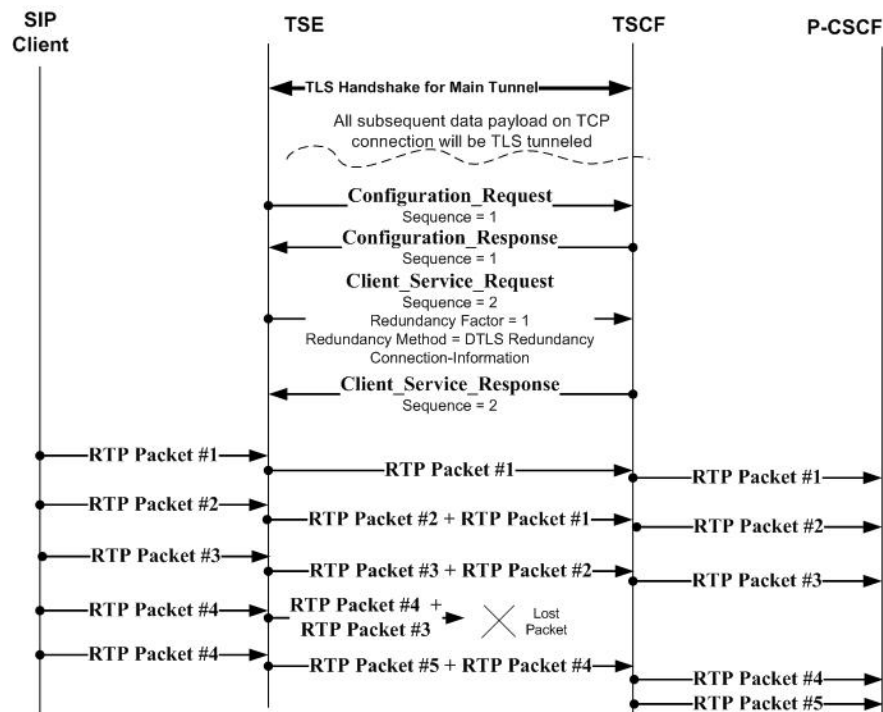 SIP
Client
TSE
TSCF
P-CSCF
TLS Handshake for Main Tunnel
All subsequent data payload on TCP
connection will be TLS tunneled
Configuration_Request
Sequence = 1
Configuration_Response
Sequence = 1
Client_Service_Request
Sequence = 2
Redundancy Factor = 1
Redundancy Method = DTLS Redundancy
Connection-Information
Client_Service_Response
Sequence = 2
RTP Packet #1
RTP Packet #1
RTP Packet #1
RTP Packet #2
RTP Packet #2 + RTP Packet #1
RTP Packet #2
RTP Packet #3
RTP Packet #3 + RTP Packet #2
RTP Packet #3
RTP Packet #4
RTP Packet #4 +
RTP Packet #3
Lost
Packet
RTP Packet #4
RTP Packet #5 + RTP Packet #4
RTP Packet #4
RTP Packet #5